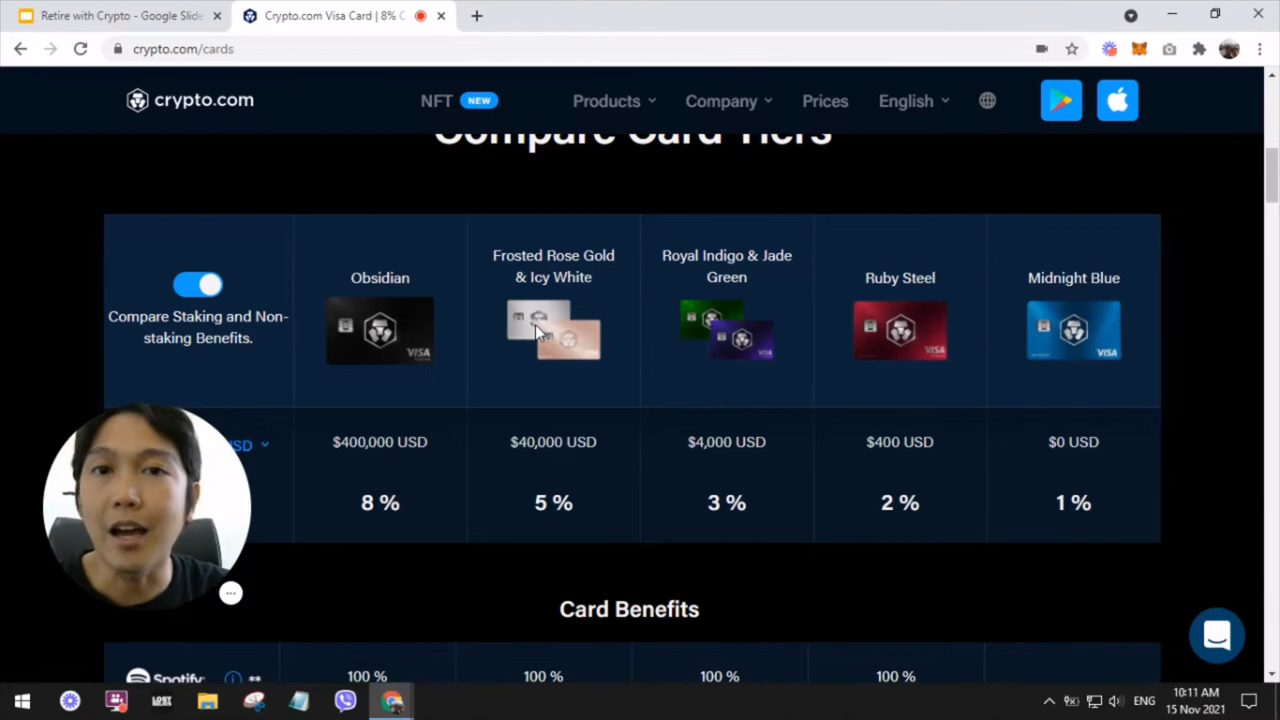 Retire with Crypto - Google Slide
Crypto.com Visa Card | 8% C
crypto.com/cards
crypto.com
NFT NEW Products Company Prices English
Compare Card Tiers
Compare Staking and Non-
staking Benefits.
Obsidian
VISA
Frosted Rose Gold
& Icy White
VISA
Royal Indigo & Jade
Green
VISA
Ruby Steel
VISA
Midnight Blue
VISA
USD $400,000 USD $40,000 USD $4,000 USD $400 USD $0 USD
8 % 5 % 3 % 2 % 1 %
Card Benefits
Spotify ** 100 % 100 % 100 % 100 %
LOST
ENG
10:11 AM
15 Nov 2021